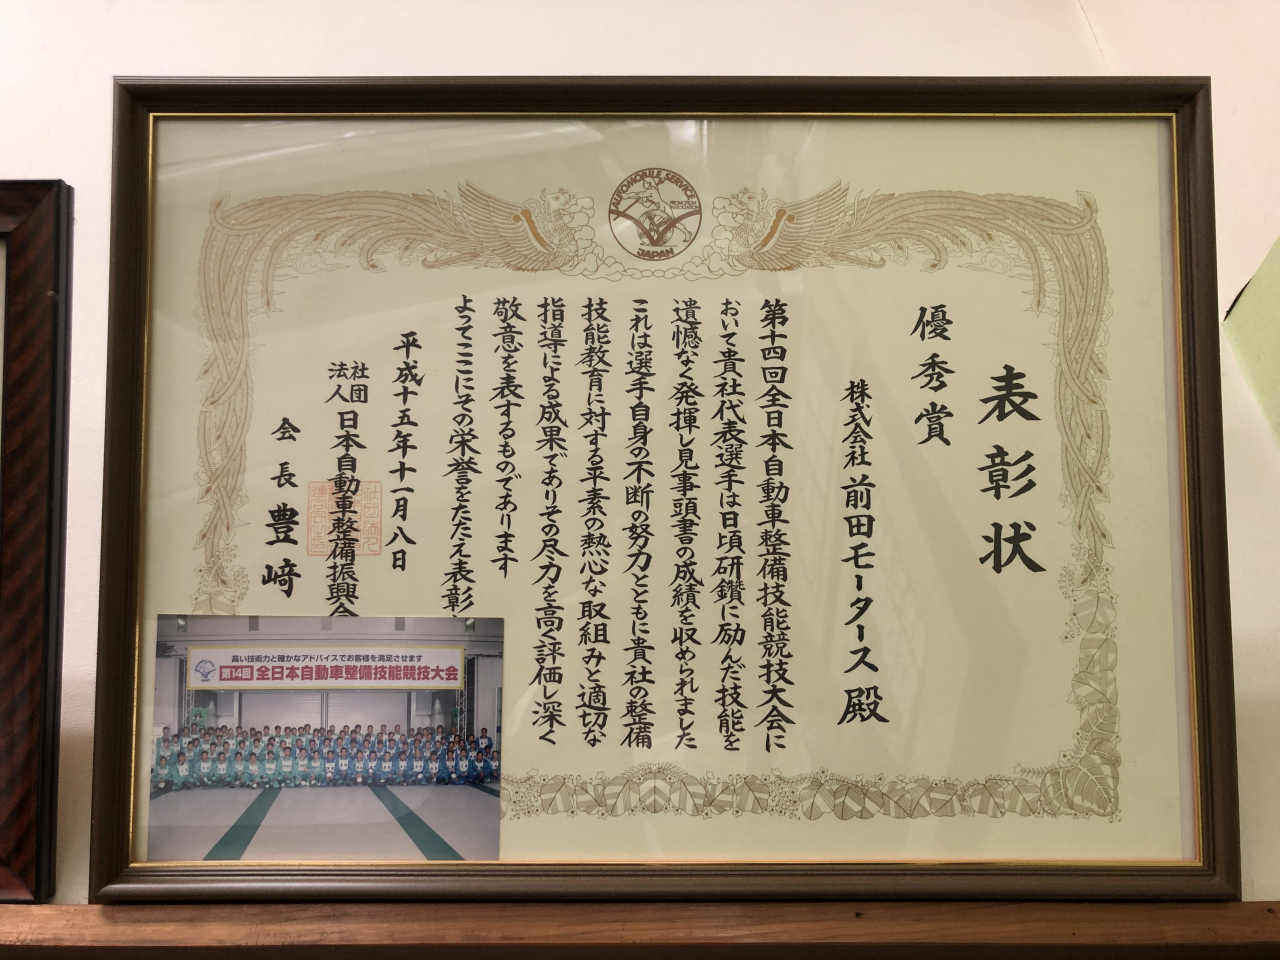 AUTOMOBILE SERVICE
PROMOTION
ASSOCIATION
JAPAN
表彰状
優秀賞
株式会社前田モータース殿
第十四回全日本自動車整備技能競技大会に
おいて貴社代表選手は日頃研鑽に励んだ技能を
遺憾なく発揮し見事頭書の成績を収められました
これは選手自身の不断の努力とともに貴社の整備
技能教育に対する平素の熱心な取組みと適切な
指導による成果でありその尽力を高く評価し深く
敬意を表するものであります
よってここにその栄誉をたたえ表彰
平成十五年十一月八日
社団法人日本自動車整備振興会
会長豊﨑
高い技術力と確かなアドバイスでお客様を満足させます
第14回 全日本自動車整備技能競技大会